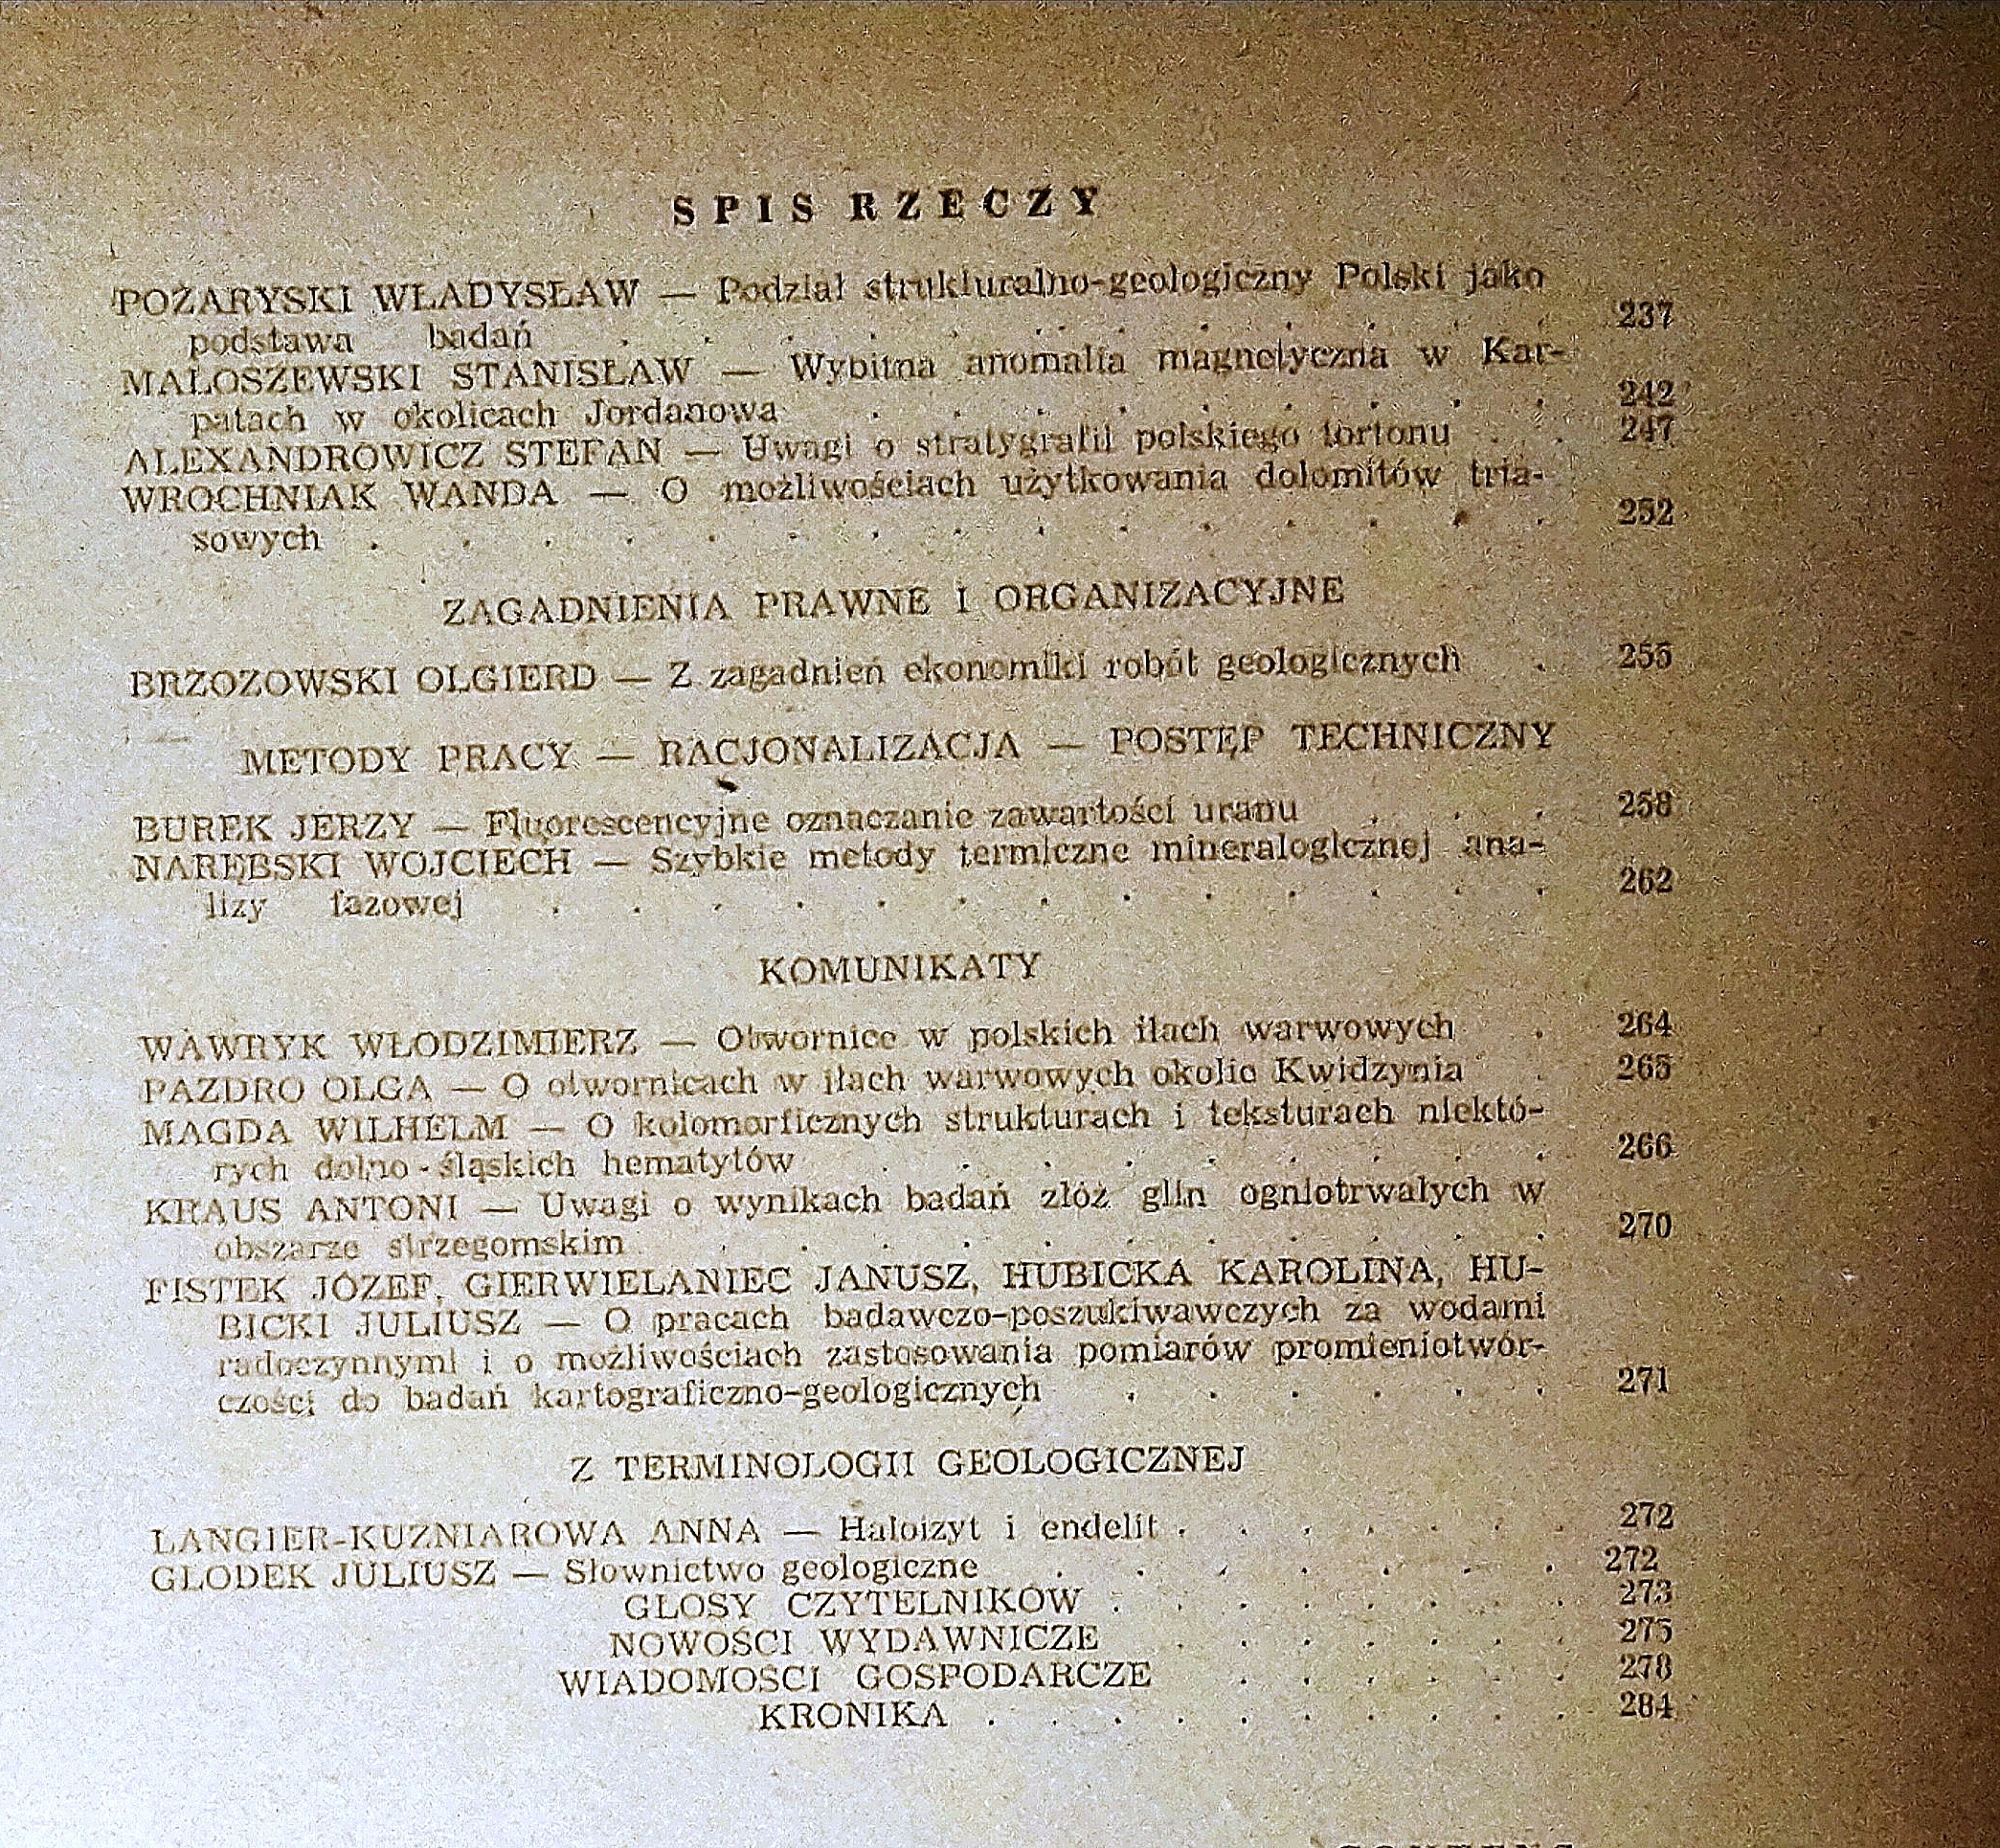 SPIS RZECZY
POŻARYSKI WŁADYSŁAW — Podział strukturalno-geologiczny Polski jako
podstawa badań . . . . . . . . . . . . 237
MAŁOSZEWSKI STANISŁAW — Wybitna anomalia magnetyczna w Kar-
patach w okolicach Jordanowa . . . . . . . . . 242
ALEXANDROWICZ STEFAN — Uwagi o stratygrafii polskiego tortonu . . 247
WROCHNIAK WANDA — O możliwościach użytkowania dolomitów tria-
sowych . . . . . . . . . . . . . . . 252
ZAGADNIENIA PRAWNE I ORGANIZACYJNE
BRZOZOWSKI OLGIERD — Z zagadnień ekonomiki robót geologicznych . 255
METODY PRACY — RACJONALIZACJA — POSTĘP TECHNICZNY
BUREK JERZY — Fluorescencyjne oznaczanie zawartości uranu . . . 258
NARĘBSKI WOJCIECH — Szybkie metody termiczne mineralogicznej ana-
lizy fazowej . . . . . . . . . . . . . 262
KOMUNIKATY
WAWRYK WŁODZIMIERZ — Otwornice w polskich iłach warwowych . 264
PAZDRO OLGA — O otwornicach w iłach warwowych okolic Kwidzynia . 265
MAGDA WILHELM — O kolomorficznych strukturach i teksturach niektó-
rych dolno-śląskich hematytów . . . . . . . . . 266
KRAUS ANTONI — Uwagi o wynikach badań złóż glin ogniotrwałych w
obszarze strzegomskim . . . . . . . . . . . 270
FISTEK JÓZEF, GIERWIELANIEC JANUSZ, HUBICKA KAROLINA, HU-
BICKI JULIUSZ — O pracach badawczo-poszukiwawczych za wodami
radoczynnymi i o możliwościach zastosowania pomiarów promieniotwór-
czości do badań kartograficzno-geologicznych . . . . . . 271
Z TERMINOLOGII GEOLOGICZNEJ
LANGIER-KUŹNIAROWA ANNA — Haloizyt i endelit . . . . . . 272
GLODEK JULIUSZ — Słownictwo geologiczne . . . . . . . 272
GŁOSY CZYTELNIKÓW . . . . . . . . 273
NOWOŚCI WYDAWNICZE . . . . . . . 275
WIADOMOŚCI GOSPODARCZE . . . . . . 278
KRONIKA . . . . . . . . . . 284